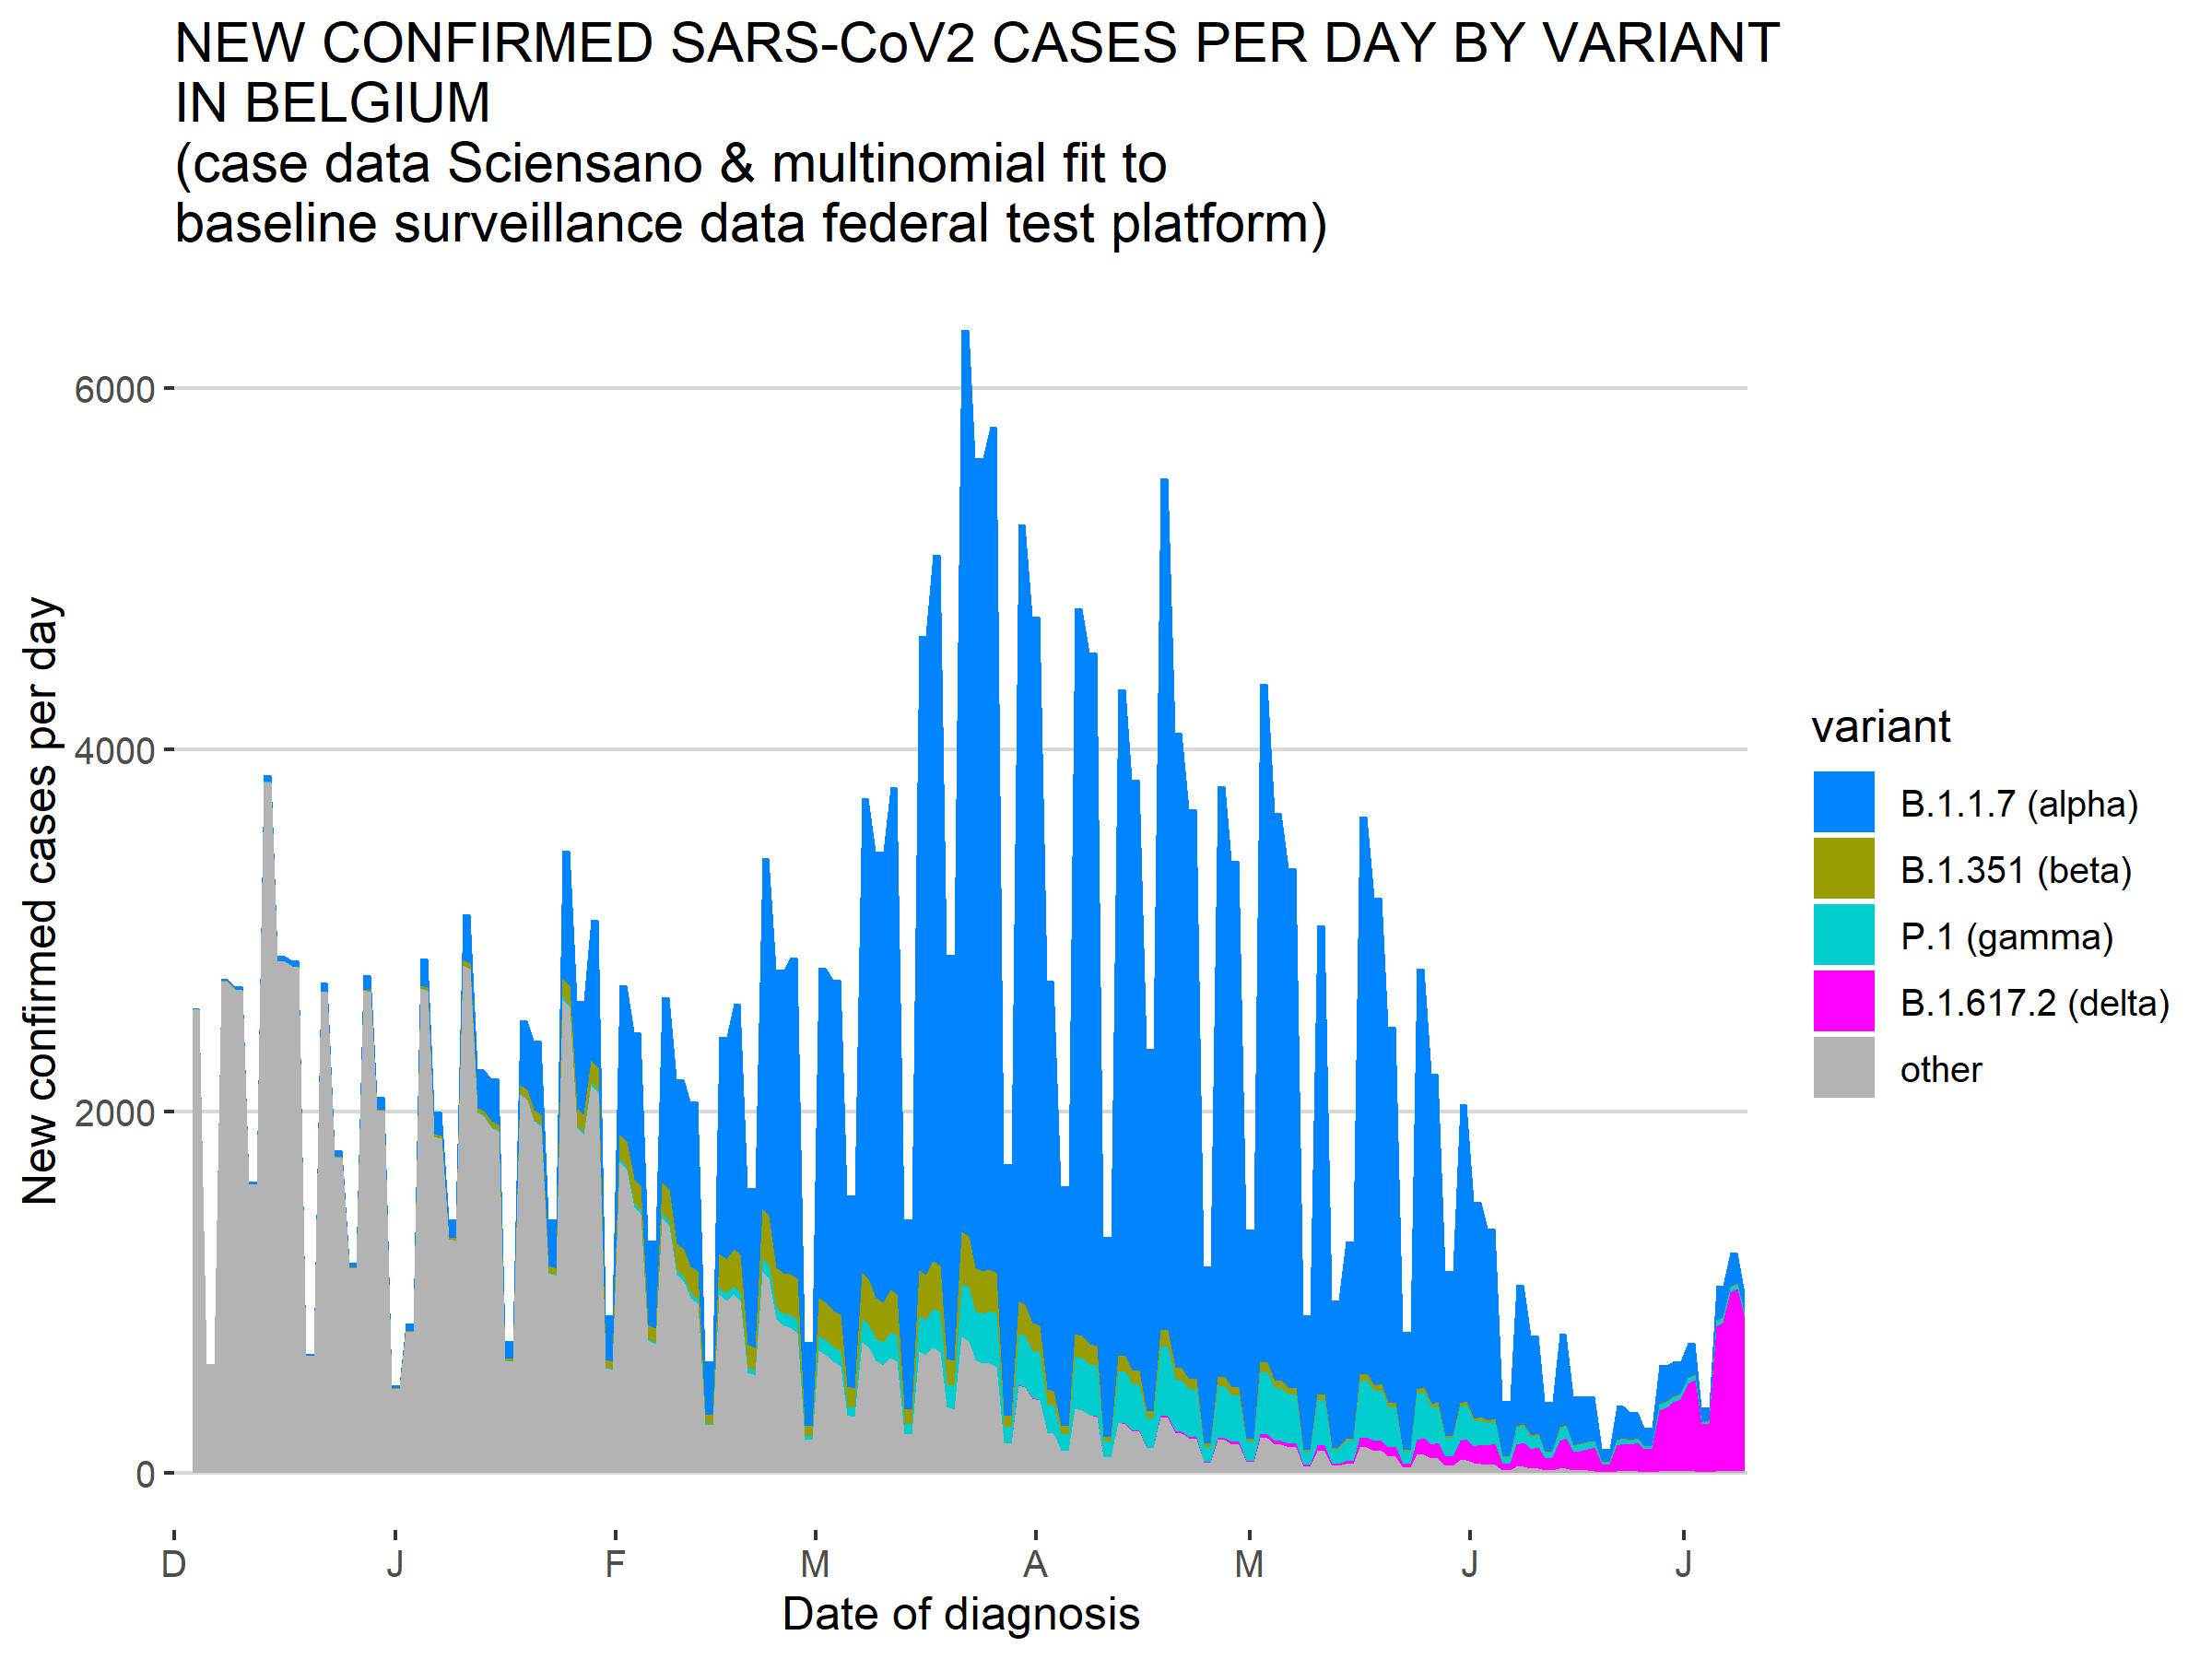 NEW CONFIRMED SARS-CoV2 CASES PER DAY BY VARIANT
IN BELGIUM
(case data Sciensano & multinomial fit to
baseline surveillance data federal test platform)
New confirmed cases per day
6000
4000
2000
0
D J F M A M J J
Date of diagnosis
variant
B.1.1.7 (alpha)
B.1.351 (beta)
P.1 (gamma)
B.1.617.2 (delta)
other